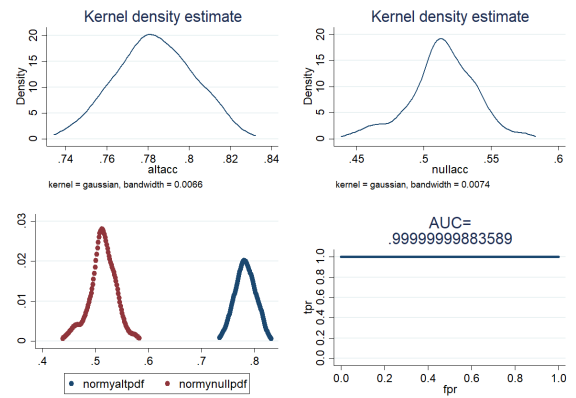 Kernel density estimate
Density
0 5 10 15 20
.74 .76 .78 .8 .82 .84
altacc
kernel = gaussian, bandwidth = 0.0066
Kernel density estimate
Density
0 5 10 15 20
.45 .5 .55 .6
nullacc
kernel = gaussian, bandwidth = 0.0074
0 .01 .02 .03
.4 .5 .6 .7 .8
normyaltpdf normynullpdf
AUC=
.99999999883589
tpr
0.0 0.2 0.4 0.6 0.8 1.0
0.0 0.2 0.4 0.6 0.8 1.0
fpr